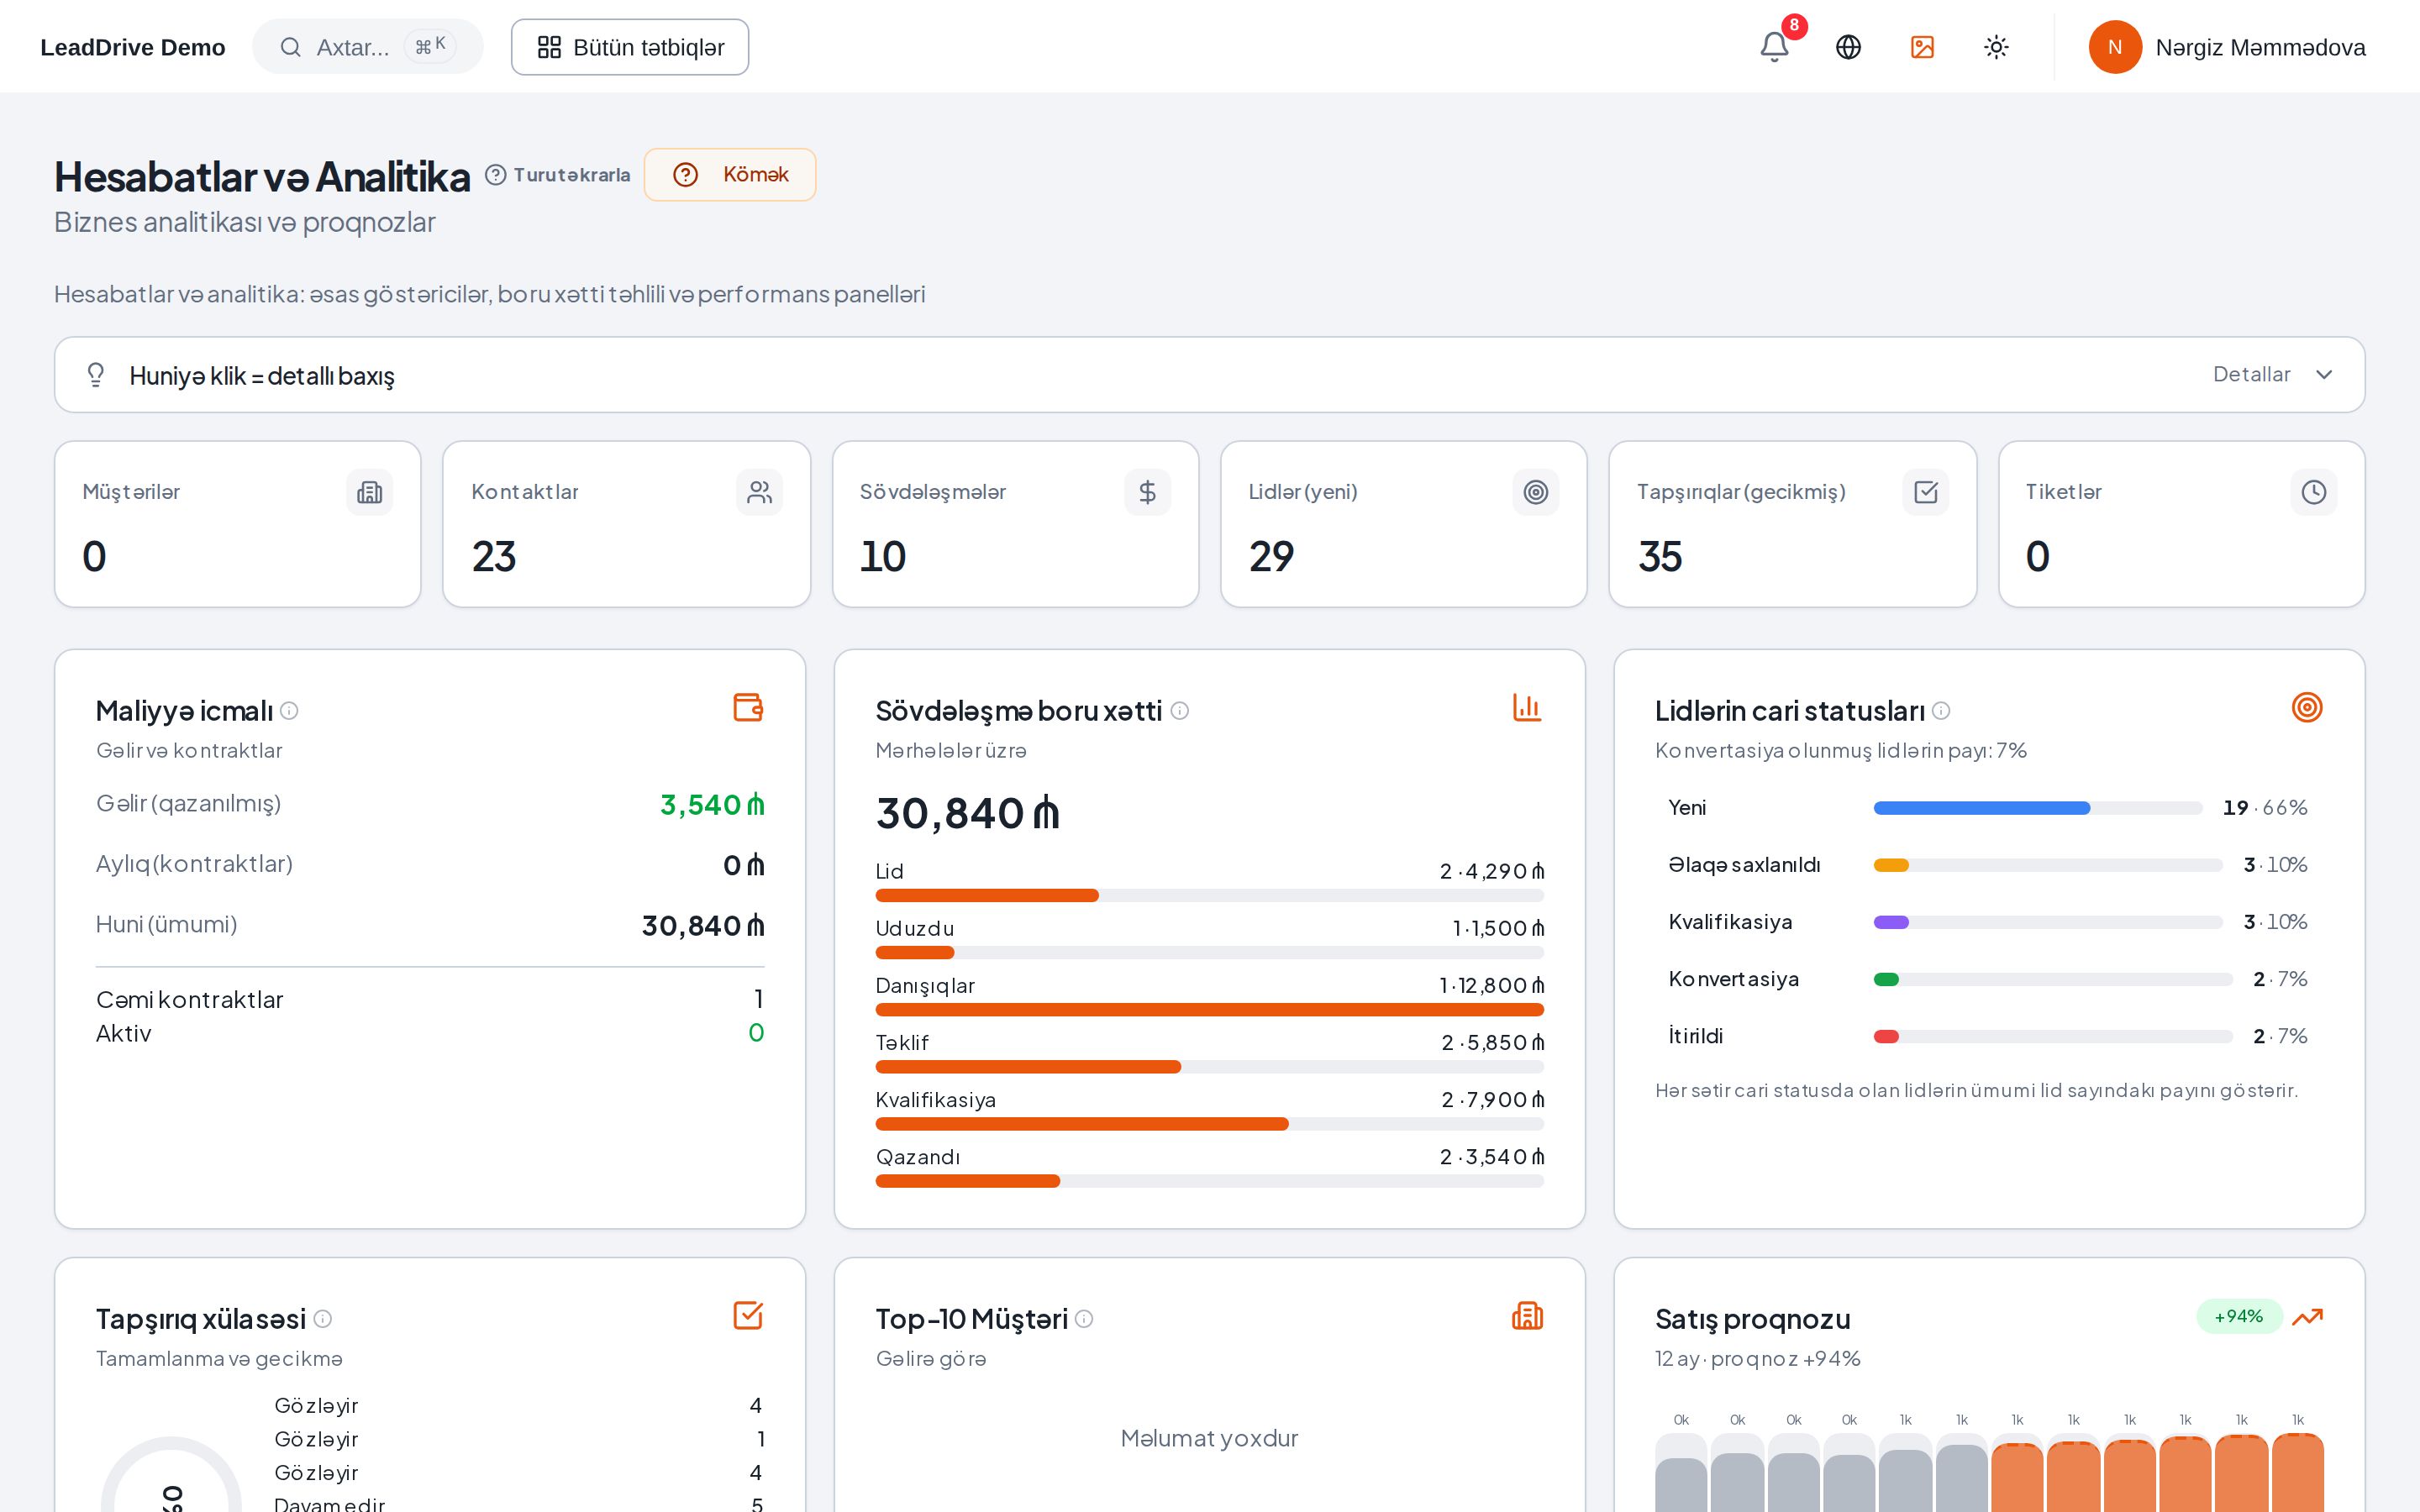 LeadDrive Demo
Axtar... ⌘K
Bütün tətbiqlər
8
N
Nərgiz Məmmədova
Hesabatlar və Analitika
Turu təkrarla
Kömək
Biznes analitikası və proqnozlar
Hesabatlar və analitika: əsas göstəricilər, boru xətti təhlili və performans panelləri
Huniyə klik = detallı baxış
Detallar
Müştərilər
0
Kontaktlar
23
Sövdələşmələr
10
Lidlər (yeni)
29
Tapşırıqlar (gecikmiş)
35
Tiketlər
0
Maliyyə icmalı
Gəlir və kontraktlar
Gəlir (qazanılmış) 3,540 ₼
Aylıq (kontraktlar) 0 ₼
Huni (ümumi) 30,840 ₼
Cəmi kontraktlar 1
Aktiv 0
Sövdələşmə boru xətti
Mərhələlər üzrə
30,840 ₼
Lid 2 · 4,290 ₼
Uduzdu 1 · 1,500 ₼
Danışıqlar 1 · 12,800 ₼
Təklif 2 · 5,850 ₼
Kvalifikasiya 2 · 7,900 ₼
Qazandı 2 · 3,540 ₼
Lidlərin cari statusları
Konvertasiya olunmuş lidlərin payı: 7%
Yeni 19 · 66%
Əlaqə saxlanıldı 3 · 10%
Kvalifikasiya 3 · 10%
Konvertasiya 2 · 7%
İtirildi 2 · 7%
Hər sətir cari statusda olan lidlərin ümumi lid sayındakı payını göstərir.
Tapşırıq xülasəsi
Tamamlanma və gecikmə
Gözləyir 4
Gözləyir 1
Gözləyir 4
Davam edir 5
Top-10 Müştəri
Gəlirə görə
Məlumat yoxdur
Satış proqnozu
+94%
12 ay · proqnoz +94%
0k 0k 0k 0k 1k 1k 1k 1k 1k 1k 1k 1k